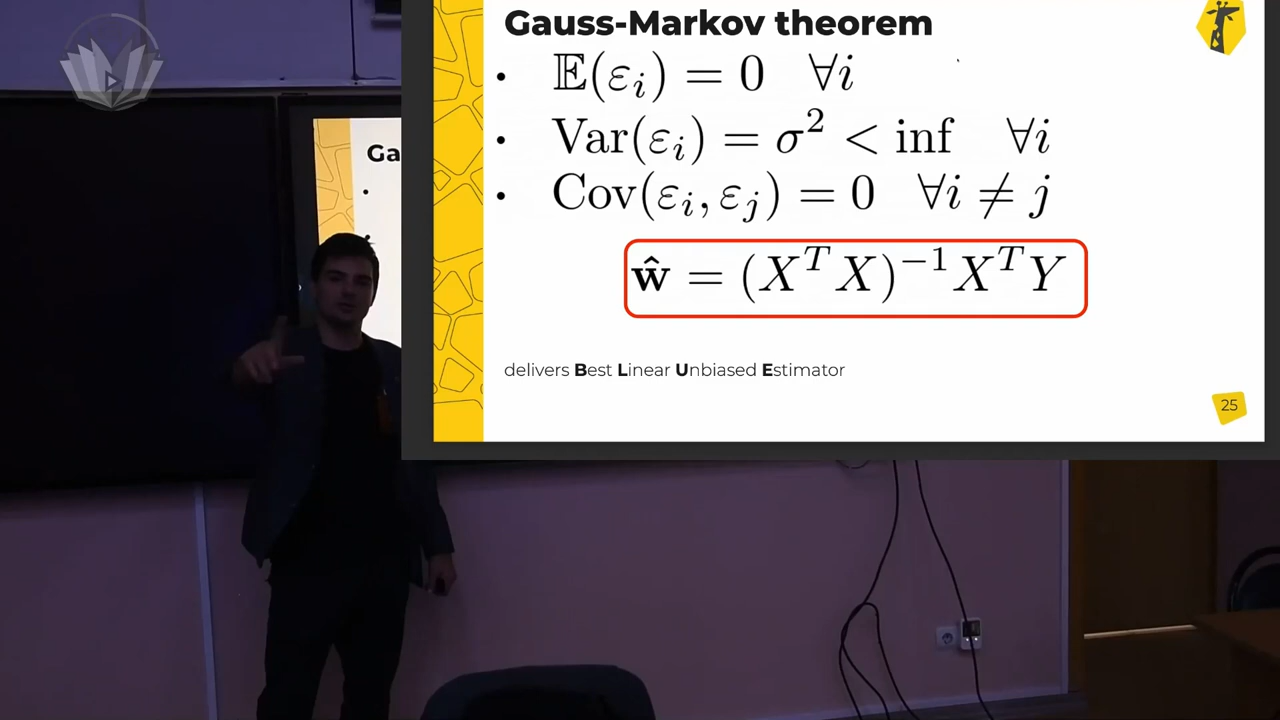 Gauss-Markov theorem
• 𝔼(εᵢ) = 0 ∀i
• Var(εᵢ) = σ² < inf ∀i
• Cov(εᵢ, εⱼ) = 0 ∀i ≠ j
ŵ = (XᵀX)⁻¹XᵀY
delivers Best Linear Unbiased Estimator
25
Ga